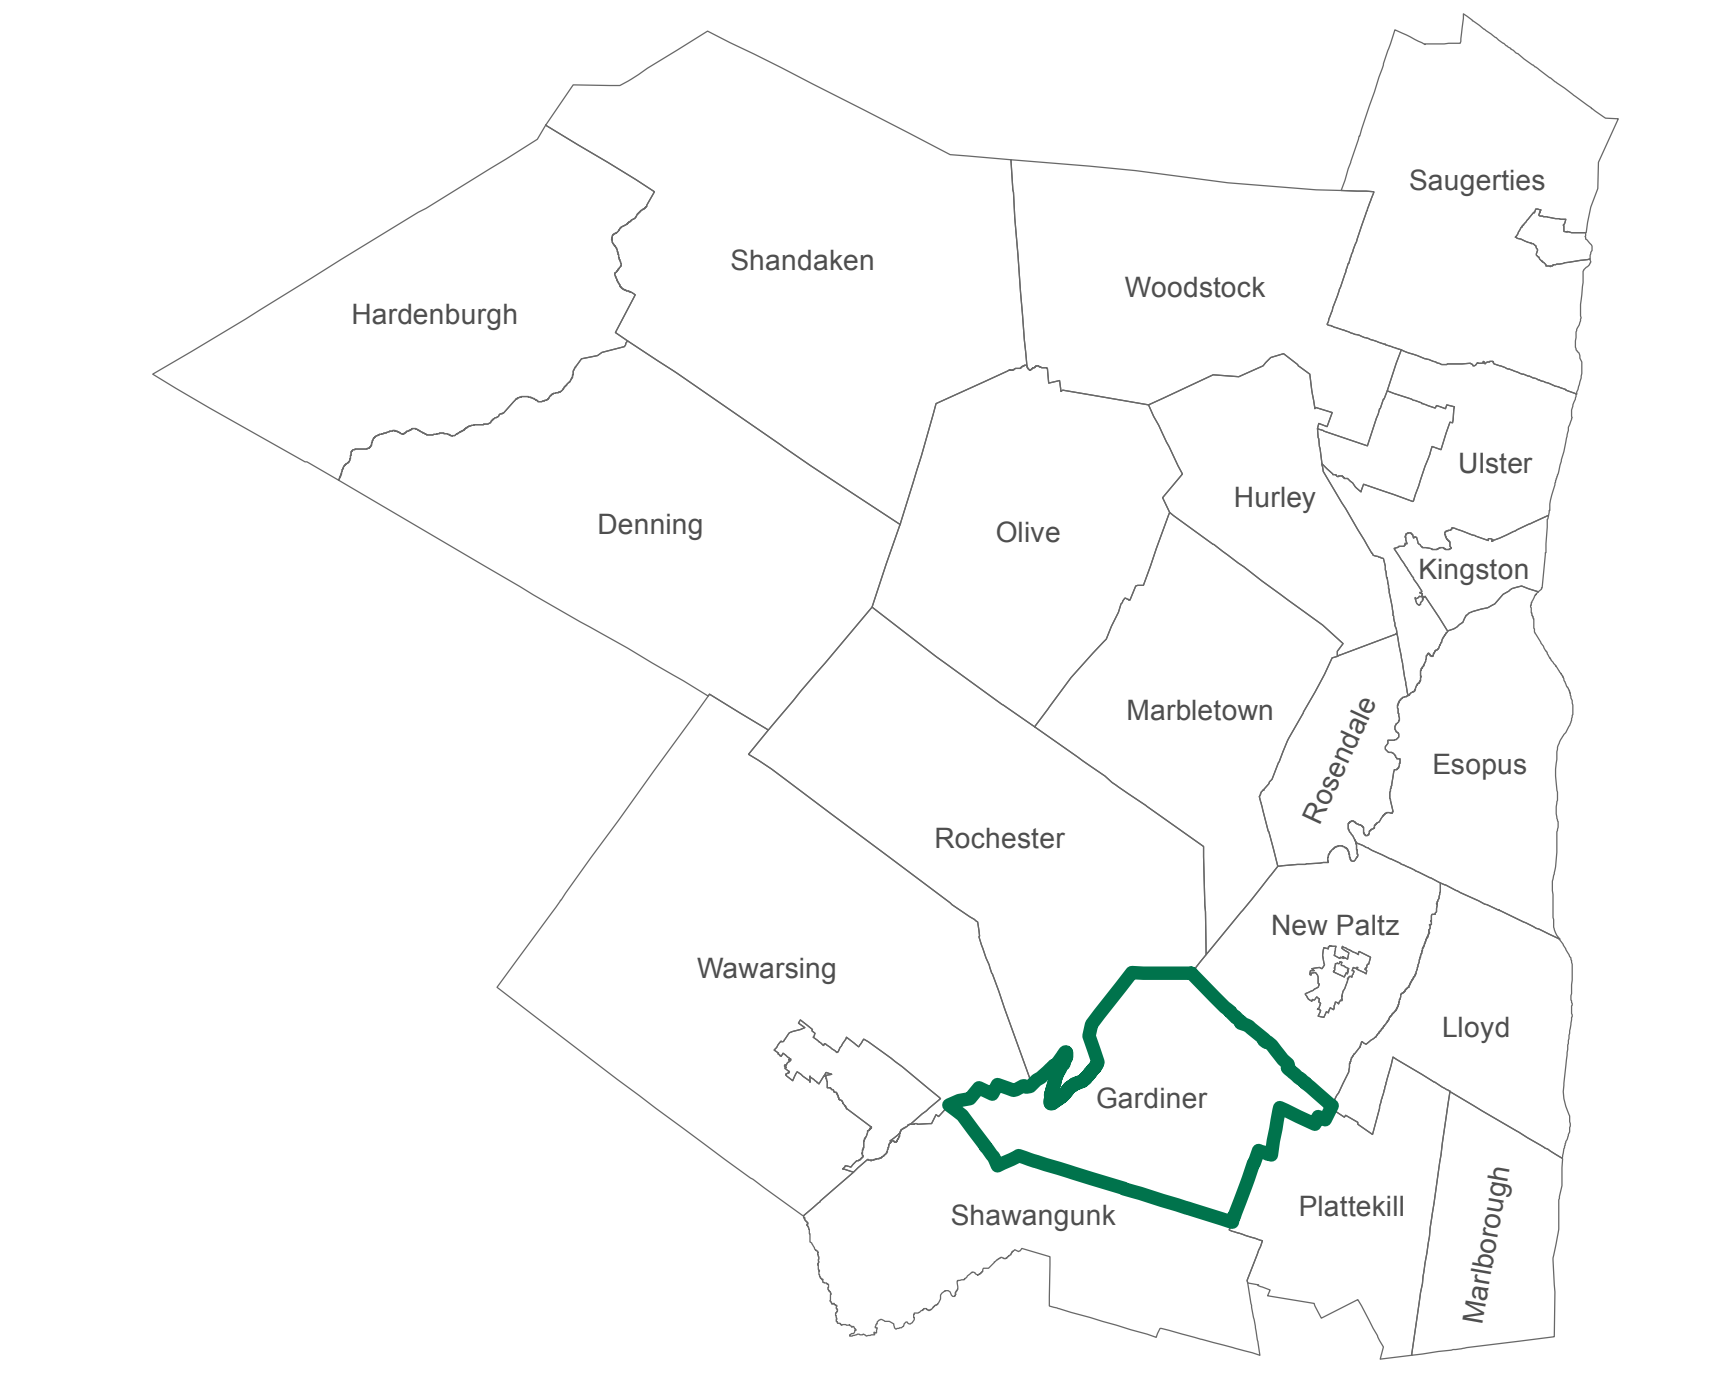 Saugerties
Shandaken
Woodstock
Hardenburgh
Ulster
Hurley
Denning
Olive
Kingston
Marbletown
Rosendale
Esopus
Rochester
New Paltz
Wawarsing
Lloyd
Gardiner
Plattekill
Shawangunk
Marlborough